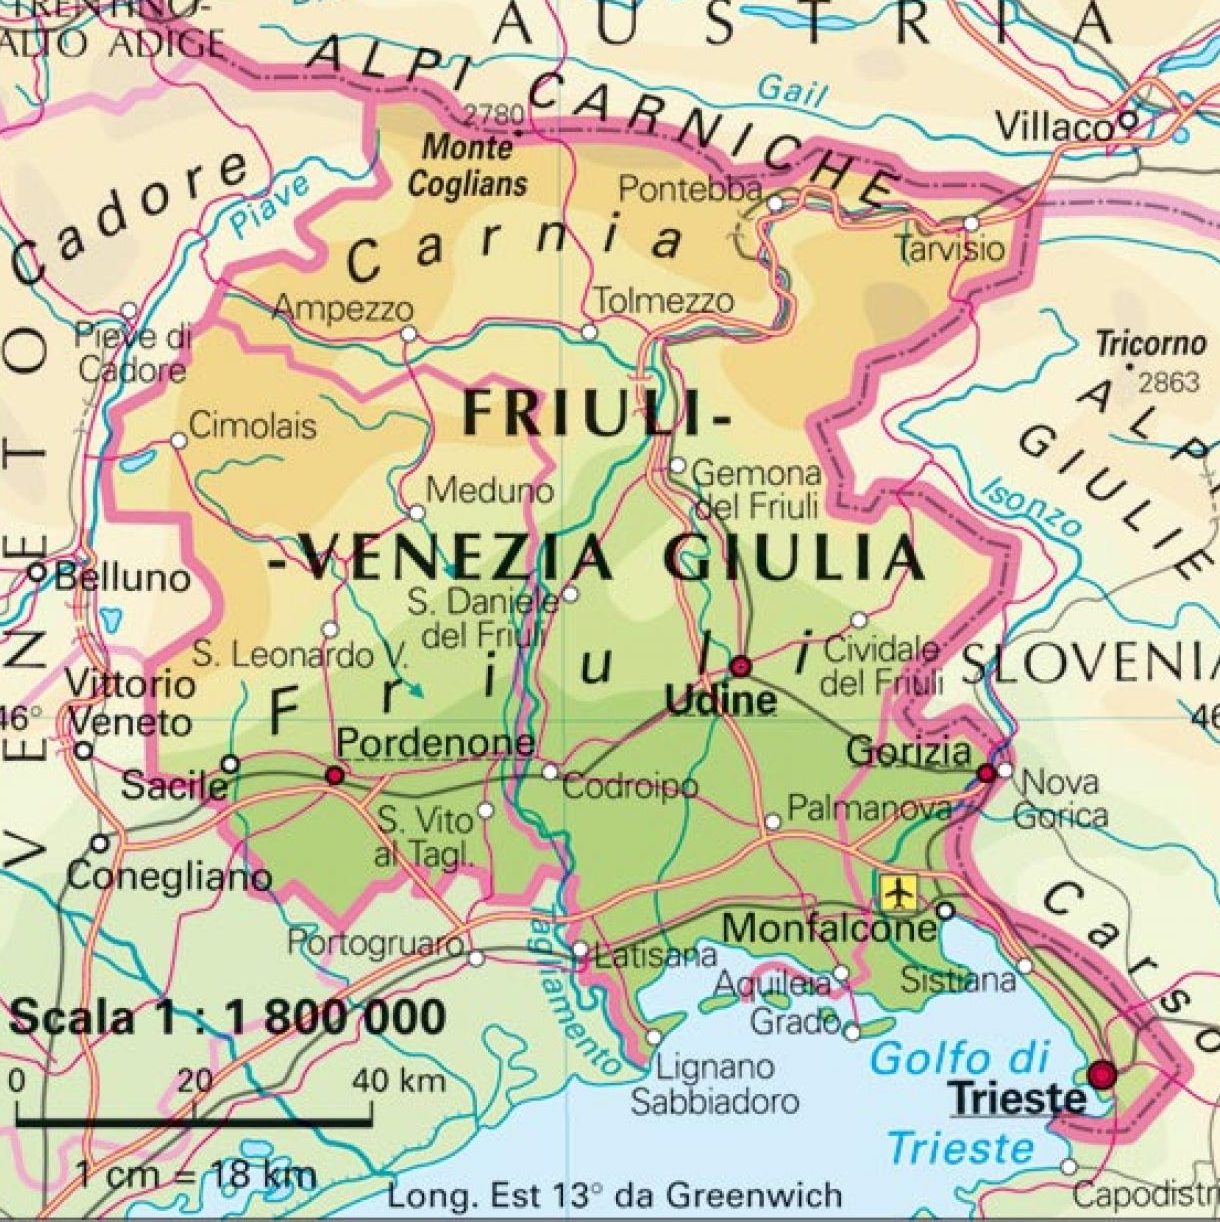 TRENTINO-
ALTO ADIGE
AUSTRIA
ALPI CARNICHE
Gail
2780
Monte
Coglians
Villaco
Cadore
Piave
Pontebba
Carnia
Tarvisio
Ampezzo
Tolmezzo
Pieve di
Cadore
Tricorno
2863
FRIULI-
Cimolais
ALPI
GIULIE
Gemona
del Friuli
Meduno
Isonzo
-VENEZIA GIULIA
Belluno
S. Daniele
del Friuli
VENETO
S. Leonardo V.
Friuli
Cividale
del Friuli
SLOVENIA
Vittorio
Veneto
46°
Udine
46
Pordenone
Gorizia
Sacile
Codroipo
Nova
Gorica
S. Vito
al Tagl.
Palmanova
Conegliano
Carso
Portogruaro
Tagliamento
Latisana
Monfalcone
Aquileia
Sistiana
Grado
Scala 1 : 1 800 000
0 20 40 km
Lignano
Sabbiadoro
Golfo di
Trieste
Trieste
1 cm = 18 km
Long. Est 13° da Greenwich
Capodistr